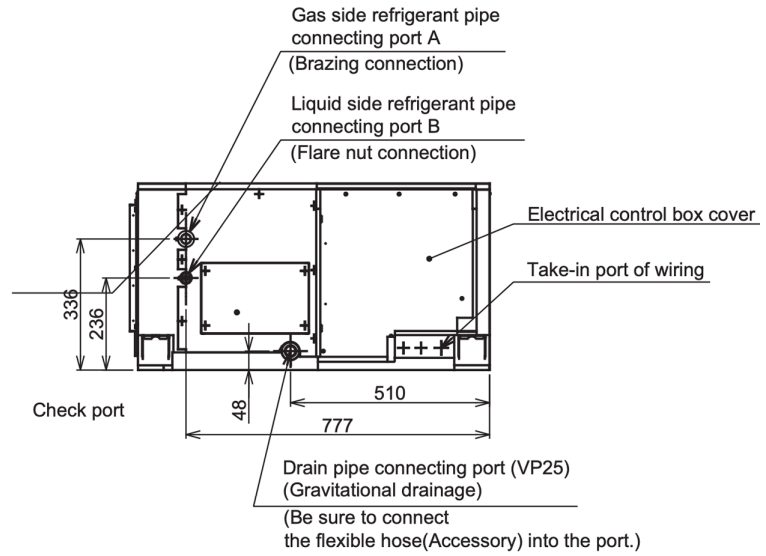 Gas side refrigerant pipe
connecting port A
(Brazing connection)
Liquid side refrigerant pipe
connecting port B
(Flare nut connection)
Electrical control box cover
Take-in port of wiring
336
236
48
510
777
Check port
Drain pipe connecting port (VP25)
(Gravitational drainage)
(Be sure to connect
the flexible hose(Accessory) into the port.)